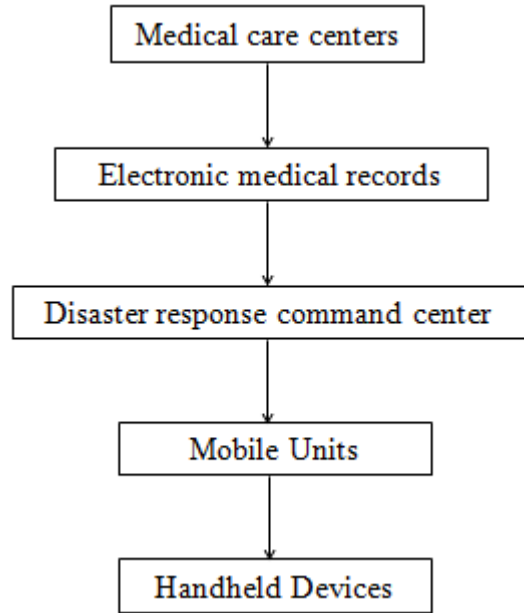 Medical care centers
Electronic medical records
Disaster response command center
Mobile Units
Handheld Devices